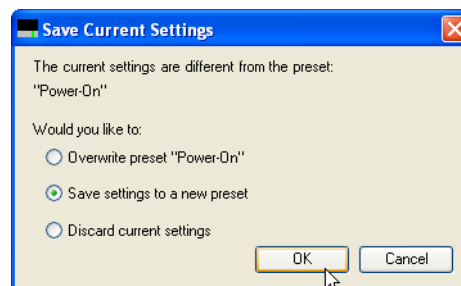 Save Current Settings
The current settings are different from the preset:
"Power-On"
Would you like to:
Overwrite preset "Power-On"
Save settings to a new preset
Discard current settings
OK Cancel